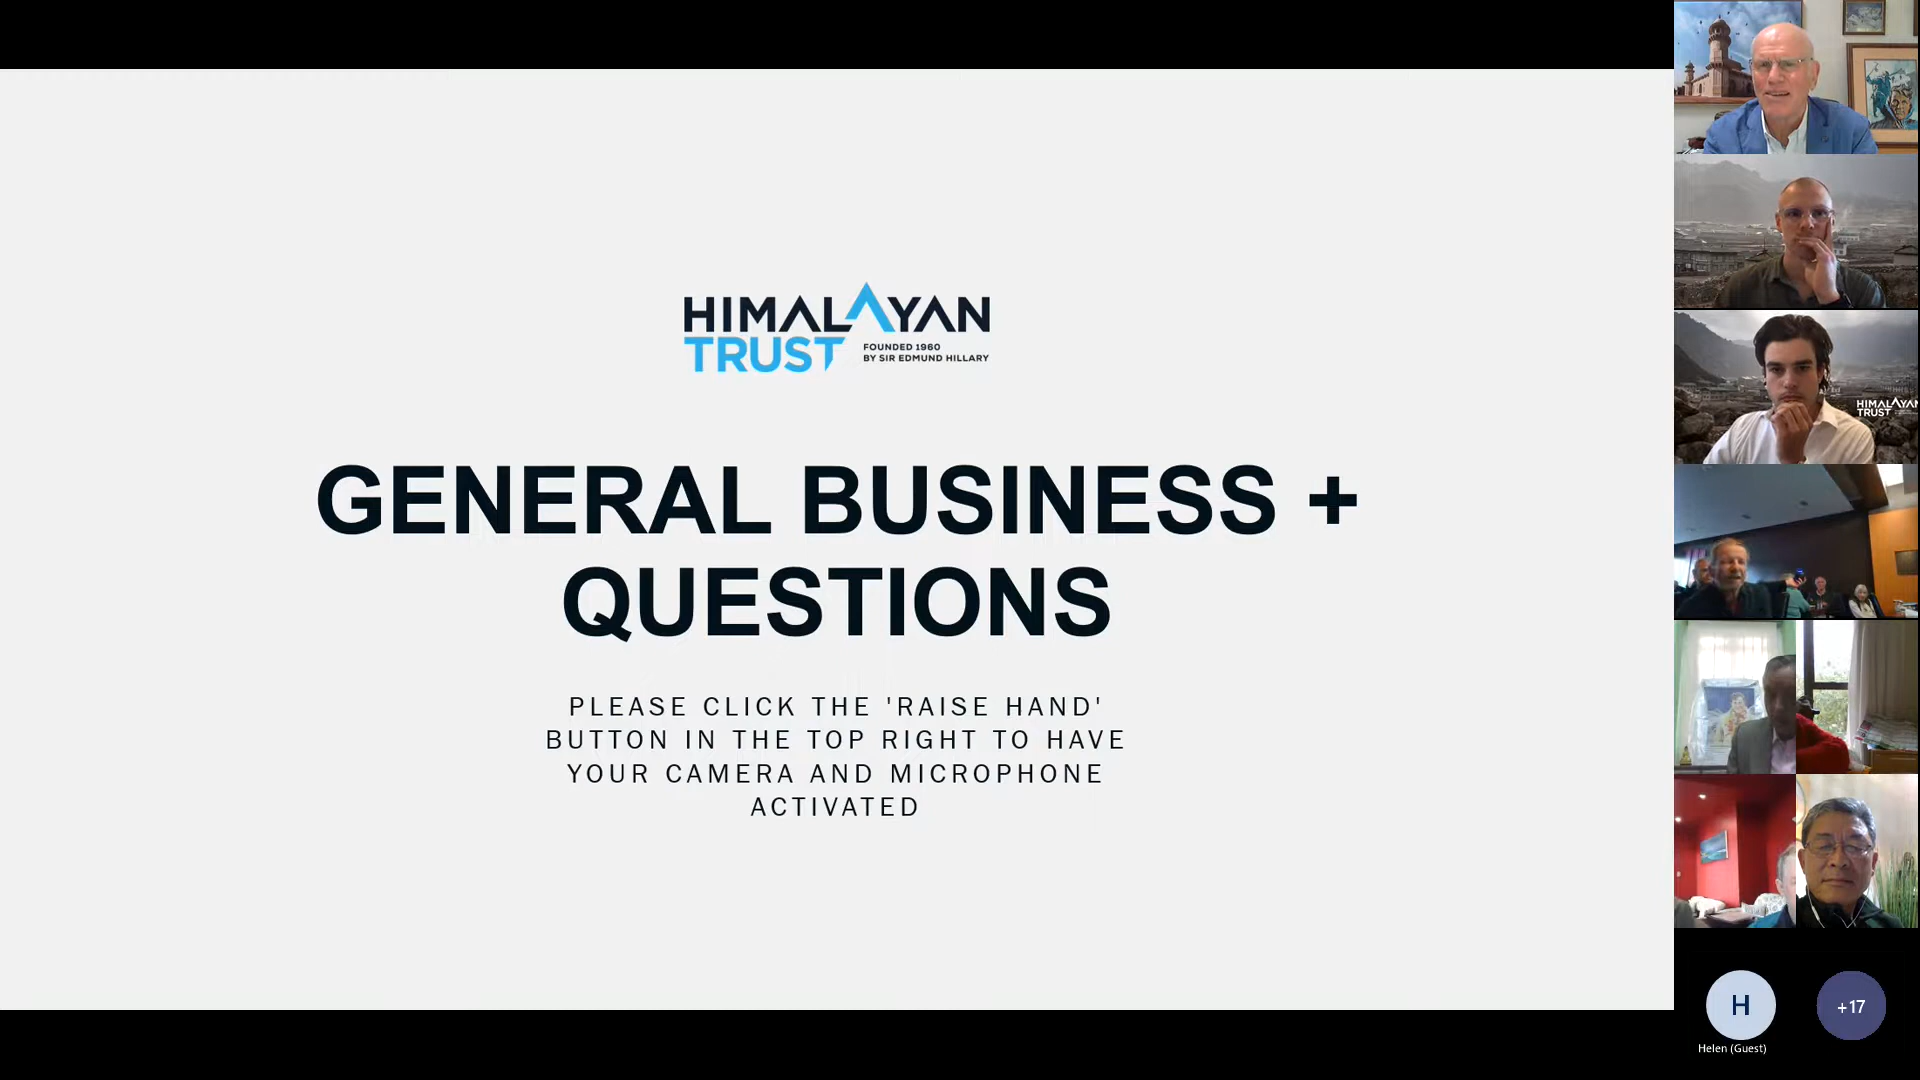 HIMALAYAN
TRUST
FOUNDED 1960
BY SIR EDMUND HILLARY
GENERAL BUSINESS +
QUESTIONS
PLEASE CLICK THE 'RAISE HAND'
BUTTON IN THE TOP RIGHT TO HAVE
YOUR CAMERA AND MICROPHONE
ACTIVATED
HIMALAYAN
TRUST
H
Helen (Guest)
+17